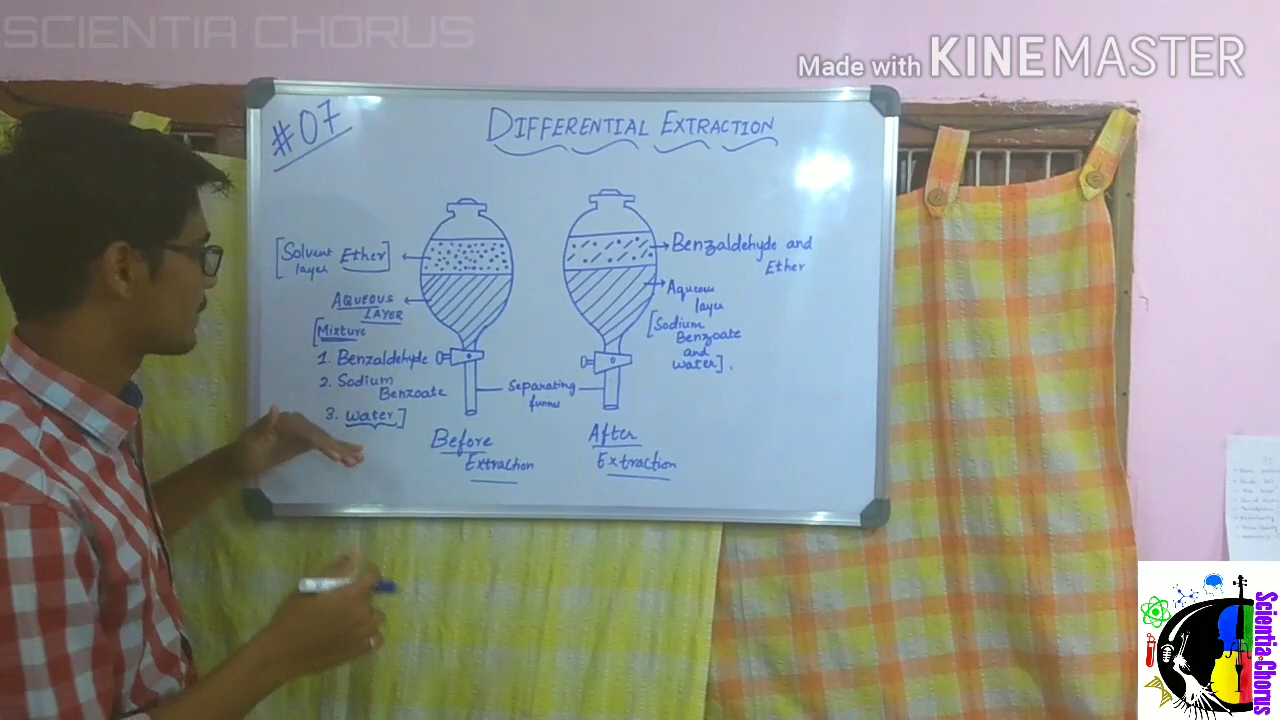 SCIENTIA CHORUS
Made with KINEMASTER
#07
DIFFERENTIAL EXTRACTION
[Solvent Ether]
layer
AQUEOUS
LAYER
[Mixture
1. Benzaldehyde
2. Sodium
Benzoate
3. Water]
Before
Extraction
Separating
funnel
After
Extraction
Benzaldehyde and
Ether
Aqueous
layer
[Sodium
Benzoate
and
water].
Scientia-Chorus